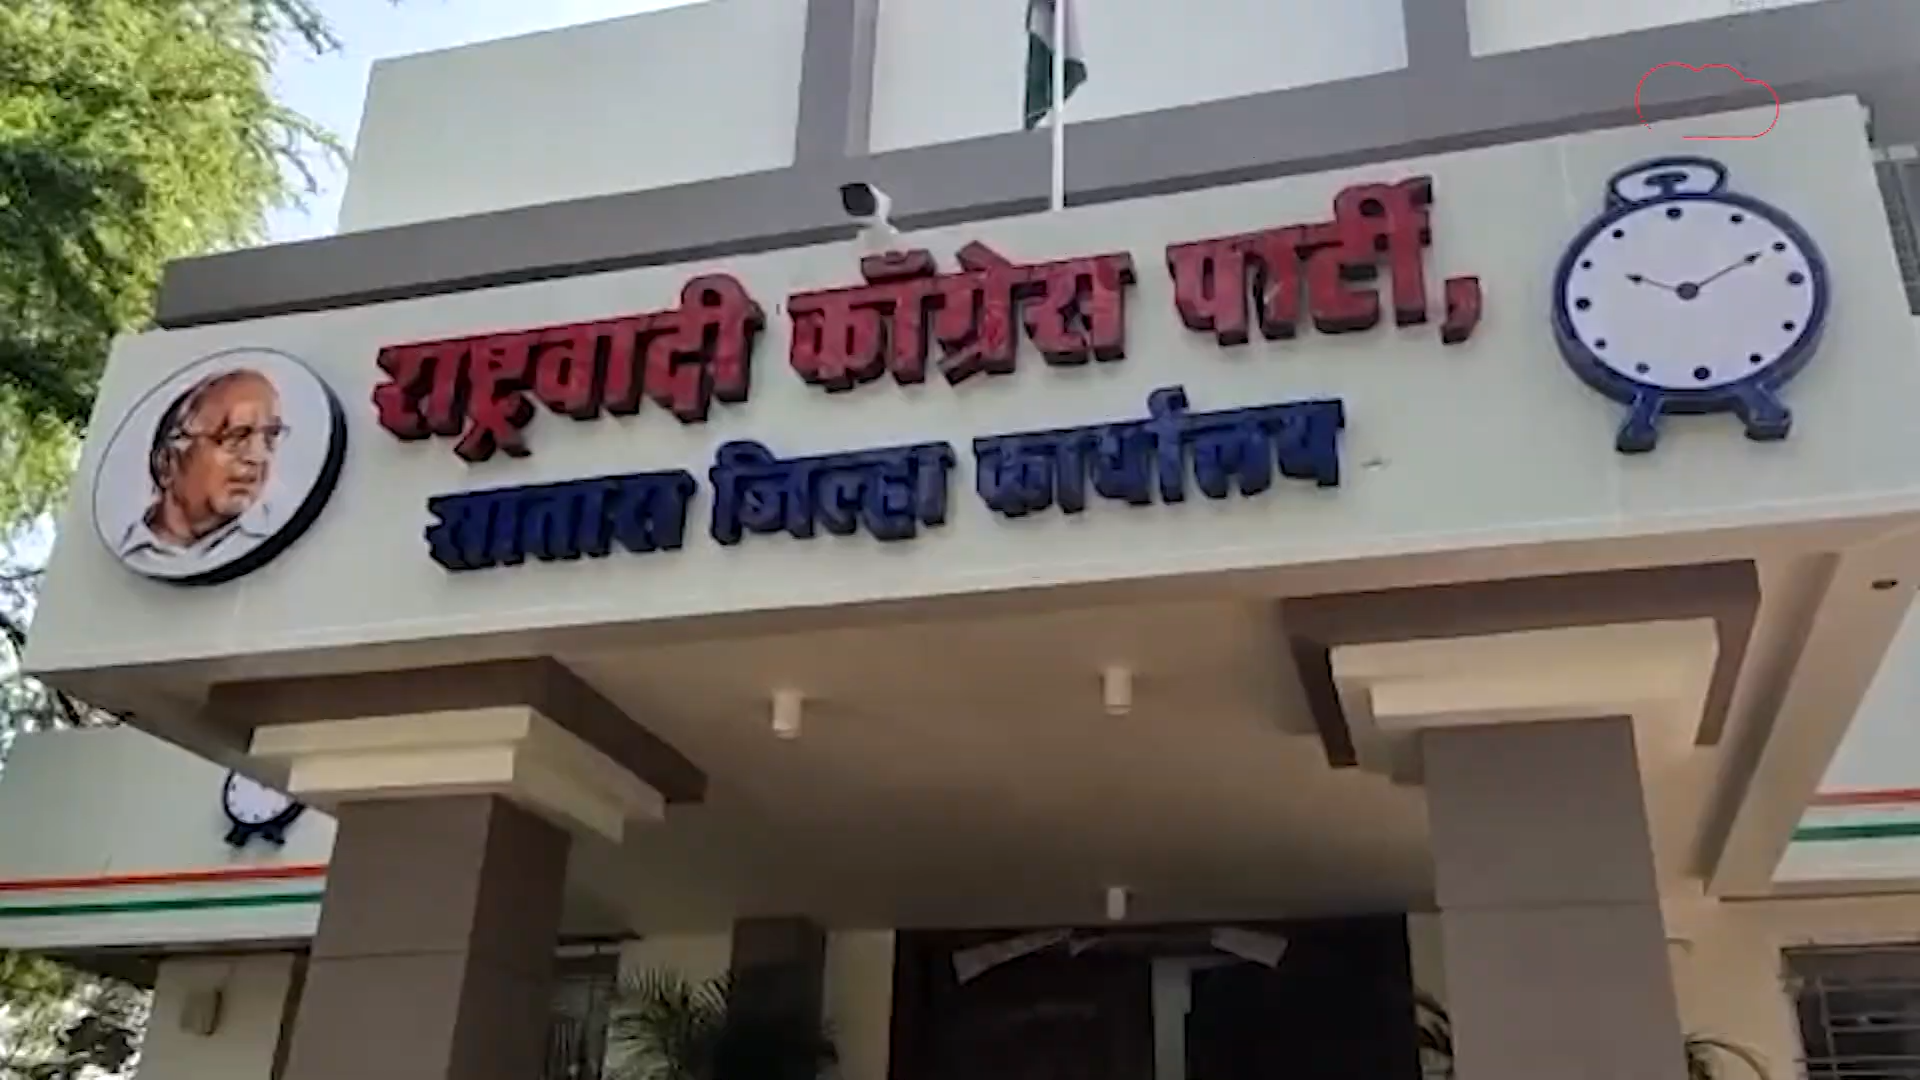 राष्ट्रवादी काँग्रेस पार्टी,
सातारा जिल्हा कार्यालय